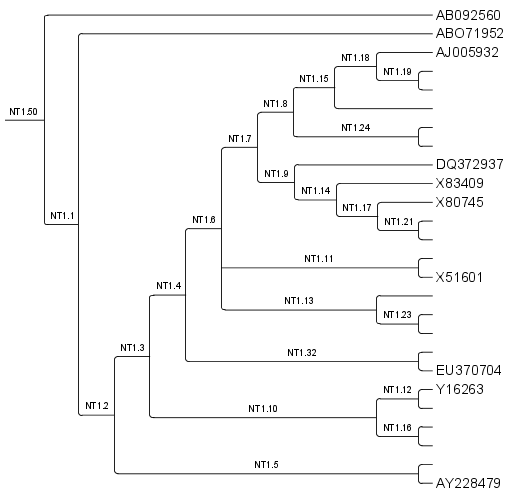 AB092560
ABO71952
AJ005932
NT1.18
NT1.19
NT1.15
NT1.8
NT1.50
NT1.24
NT1.7
DQ372937
NT1.9
X83409
NT1.14
X80745
NT1.17
NT1.1
NT1.6
NT1.21
NT1.11
X51601
NT1.4
NT1.13
NT1.23
NT1.3
NT1.32
EU370704
Y16263
NT1.12
NT1.2
NT1.10
NT1.16
NT1.5
AY228479